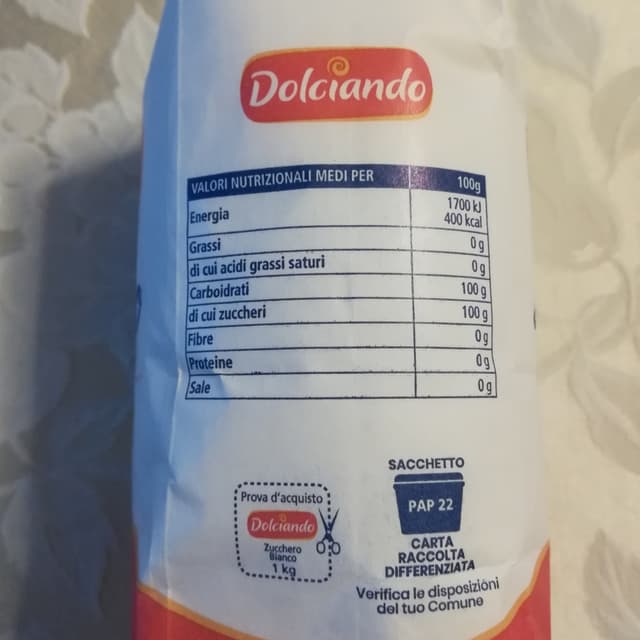 Dolciando
VALORI NUTRIZIONALI MEDI PER 100g
Energia 1700 kJ
400 kcal
Grassi 0 g
di cui acidi grassi saturi 0 g
Carboidrati 100 g
di cui zuccheri 100 g
Fibre 0 g
Proteine 0 g
Sale 0 g
Prova d'acquisto
Dolciando
Zucchero
Bianco
1 kg
SACCHETTO
PAP 22
CARTA
RACCOLTA
DIFFERENZIATA
Verifica le disposizioni
del tuo Comune